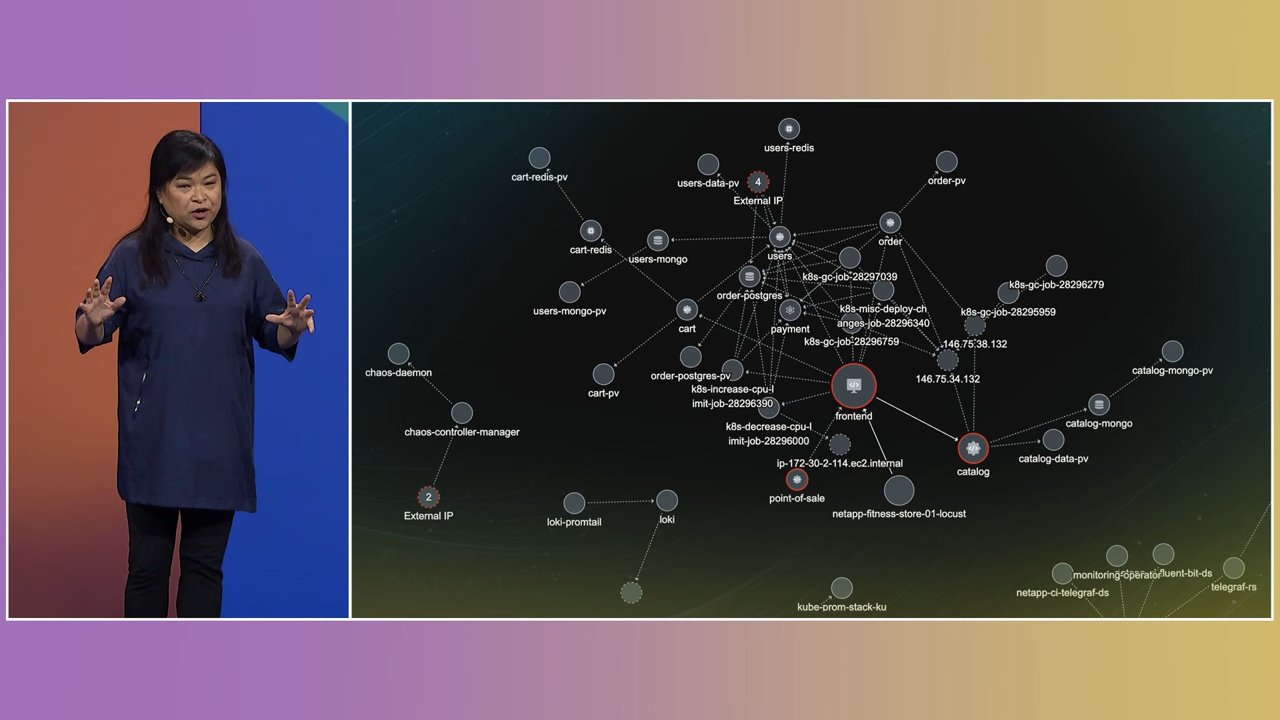 users-redis
cart-redis-pv
users-data-pv
order-pv
4
External IP
cart-redis
users-mongo
users
order
k8s-gc-job-28297039
k8s-gc-job-28296279
order-postgres
users-mongo-pv
k8s-misc-deploy-ch
anges-job-28296340
k8s-gc-job-28295959
cart
payment
k8s-gc-job-28296759
146.75.38.132
chaos-daemon
order-postgres-pv
146.75.34.132
catalog-mongo-pv
cart-pv
k8s-increase-cpu-l
imit-job-28296390
frontend
catalog-mongo
chaos-controller-manager
k8s-decrease-cpu-l
imit-job-28296000
catalog-data-pv
ip-172-30-2-114.ec2.internal
catalog
2
External IP
point-of-sale
loki-promtail
loki
netapp-fitness-store-01-locust
monitoring-operator
fluent-bit-ds
telegraf-rs
netapp-ci-telegraf-ds
kube-prom-stack-ku